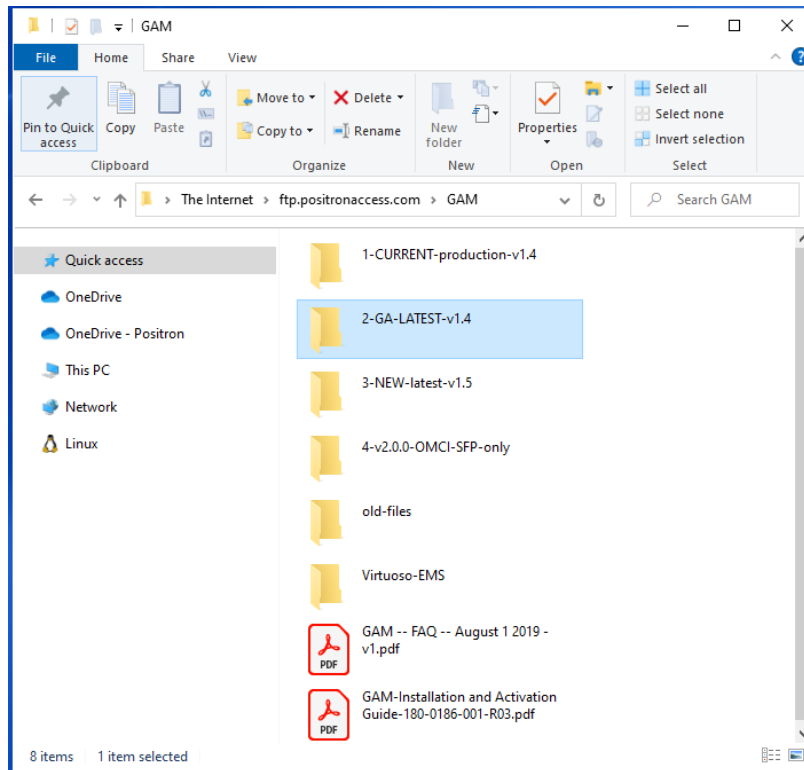 GAM
File Home Share View
Pin to Quick access
Copy
Paste
Move to
Copy to
Delete
Rename
New folder
Properties
Select all
Select none
Invert selection
Clipboard Organize New Open Select
The Internet > ftp.positronaccess.com > GAM
Search GAM
Quick access
OneDrive
OneDrive - Positron
This PC
Network
Linux
1-CURRENT-production-v1.4
2-GA-LATEST-v1.4
3-NEW-latest-v1.5
4-v2.0.0-OMCI-SFP-only
old-files
Virtuoso-EMS
PDF
GAM -- FAQ -- August 1 2019 -
v1.pdf
PDF
GAM-Installation and Activation
Guide-180-0186-001-R03.pdf
8 items 1 item selected